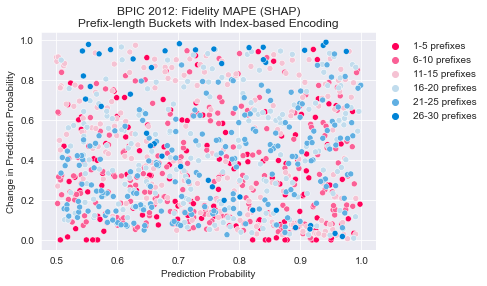 BPIC 2012: Fidelity MAPE (SHAP)
Prefix-length Buckets with Index-based Encoding
Change in Prediction Probability
1.0
0.8
0.6
0.4
0.2
0.0
0.5 0.6 0.7 0.8 0.9 1.0
Prediction Probability
1-5 prefixes
6-10 prefixes
11-15 prefixes
16-20 prefixes
21-25 prefixes
26-30 prefixes